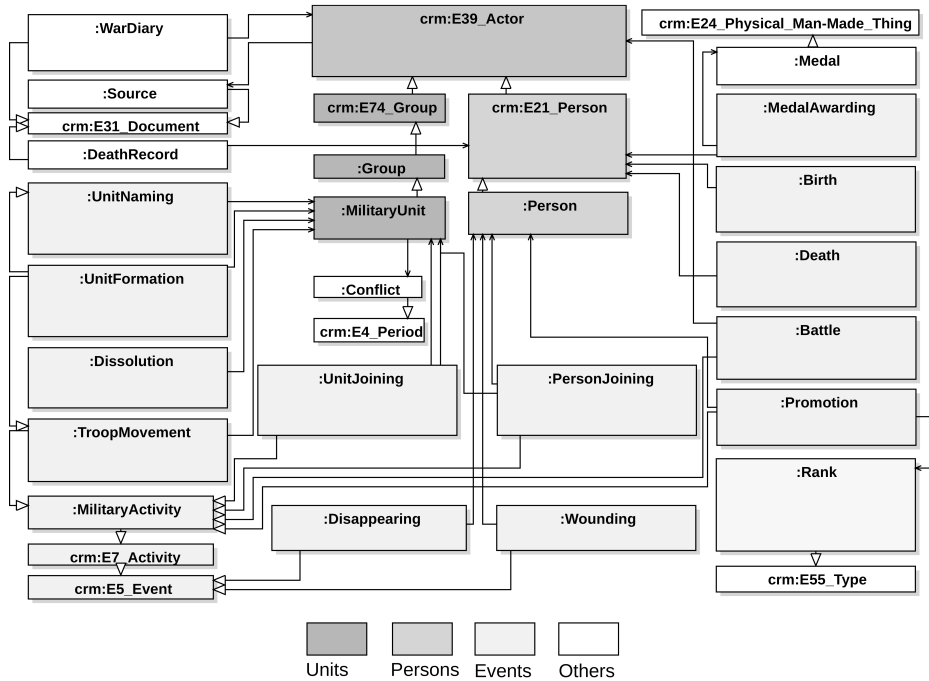 :WarDiary
:Source
crm:E31_Document
:DeathRecord
:UnitNaming
:UnitFormation
:Dissolution
:TroopMovement
:MilitaryActivity
crm:E7_Activity
crm:E5_Event
crm:E39_Actor
crm:E74_Group
crm:E21_Person
:Group
:MilitaryUnit
:Person
:Conflict
crm:E4_Period
:UnitJoining
:PersonJoining
:Disappearing
:Wounding
crm:E24_Physical_Man-Made_Thing
:Medal
:MedalAwarding
:Birth
:Death
:Battle
:Promotion
:Rank
crm:E55_Type
Units
Persons
Events
Others